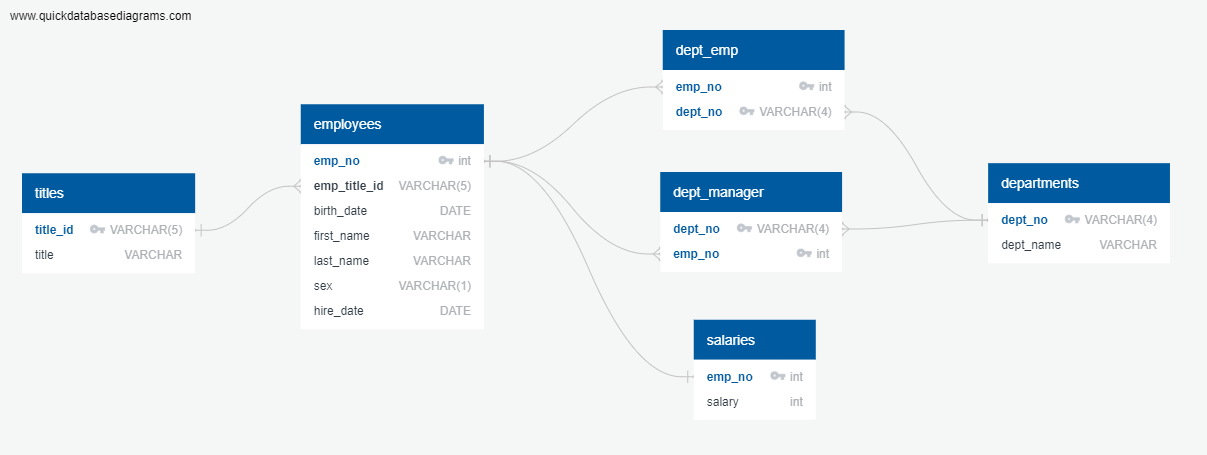 www.quickdatabasediagrams.com
titles
title_id VARCHAR(5)
title VARCHAR
employees
emp_no int
emp_title_id VARCHAR(5)
birth_date DATE
first_name VARCHAR
last_name VARCHAR
sex VARCHAR(1)
hire_date DATE
dept_emp
emp_no int
dept_no VARCHAR(4)
dept_manager
dept_no VARCHAR(4)
emp_no int
salaries
emp_no int
salary int
departments
dept_no VARCHAR(4)
dept_name VARCHAR